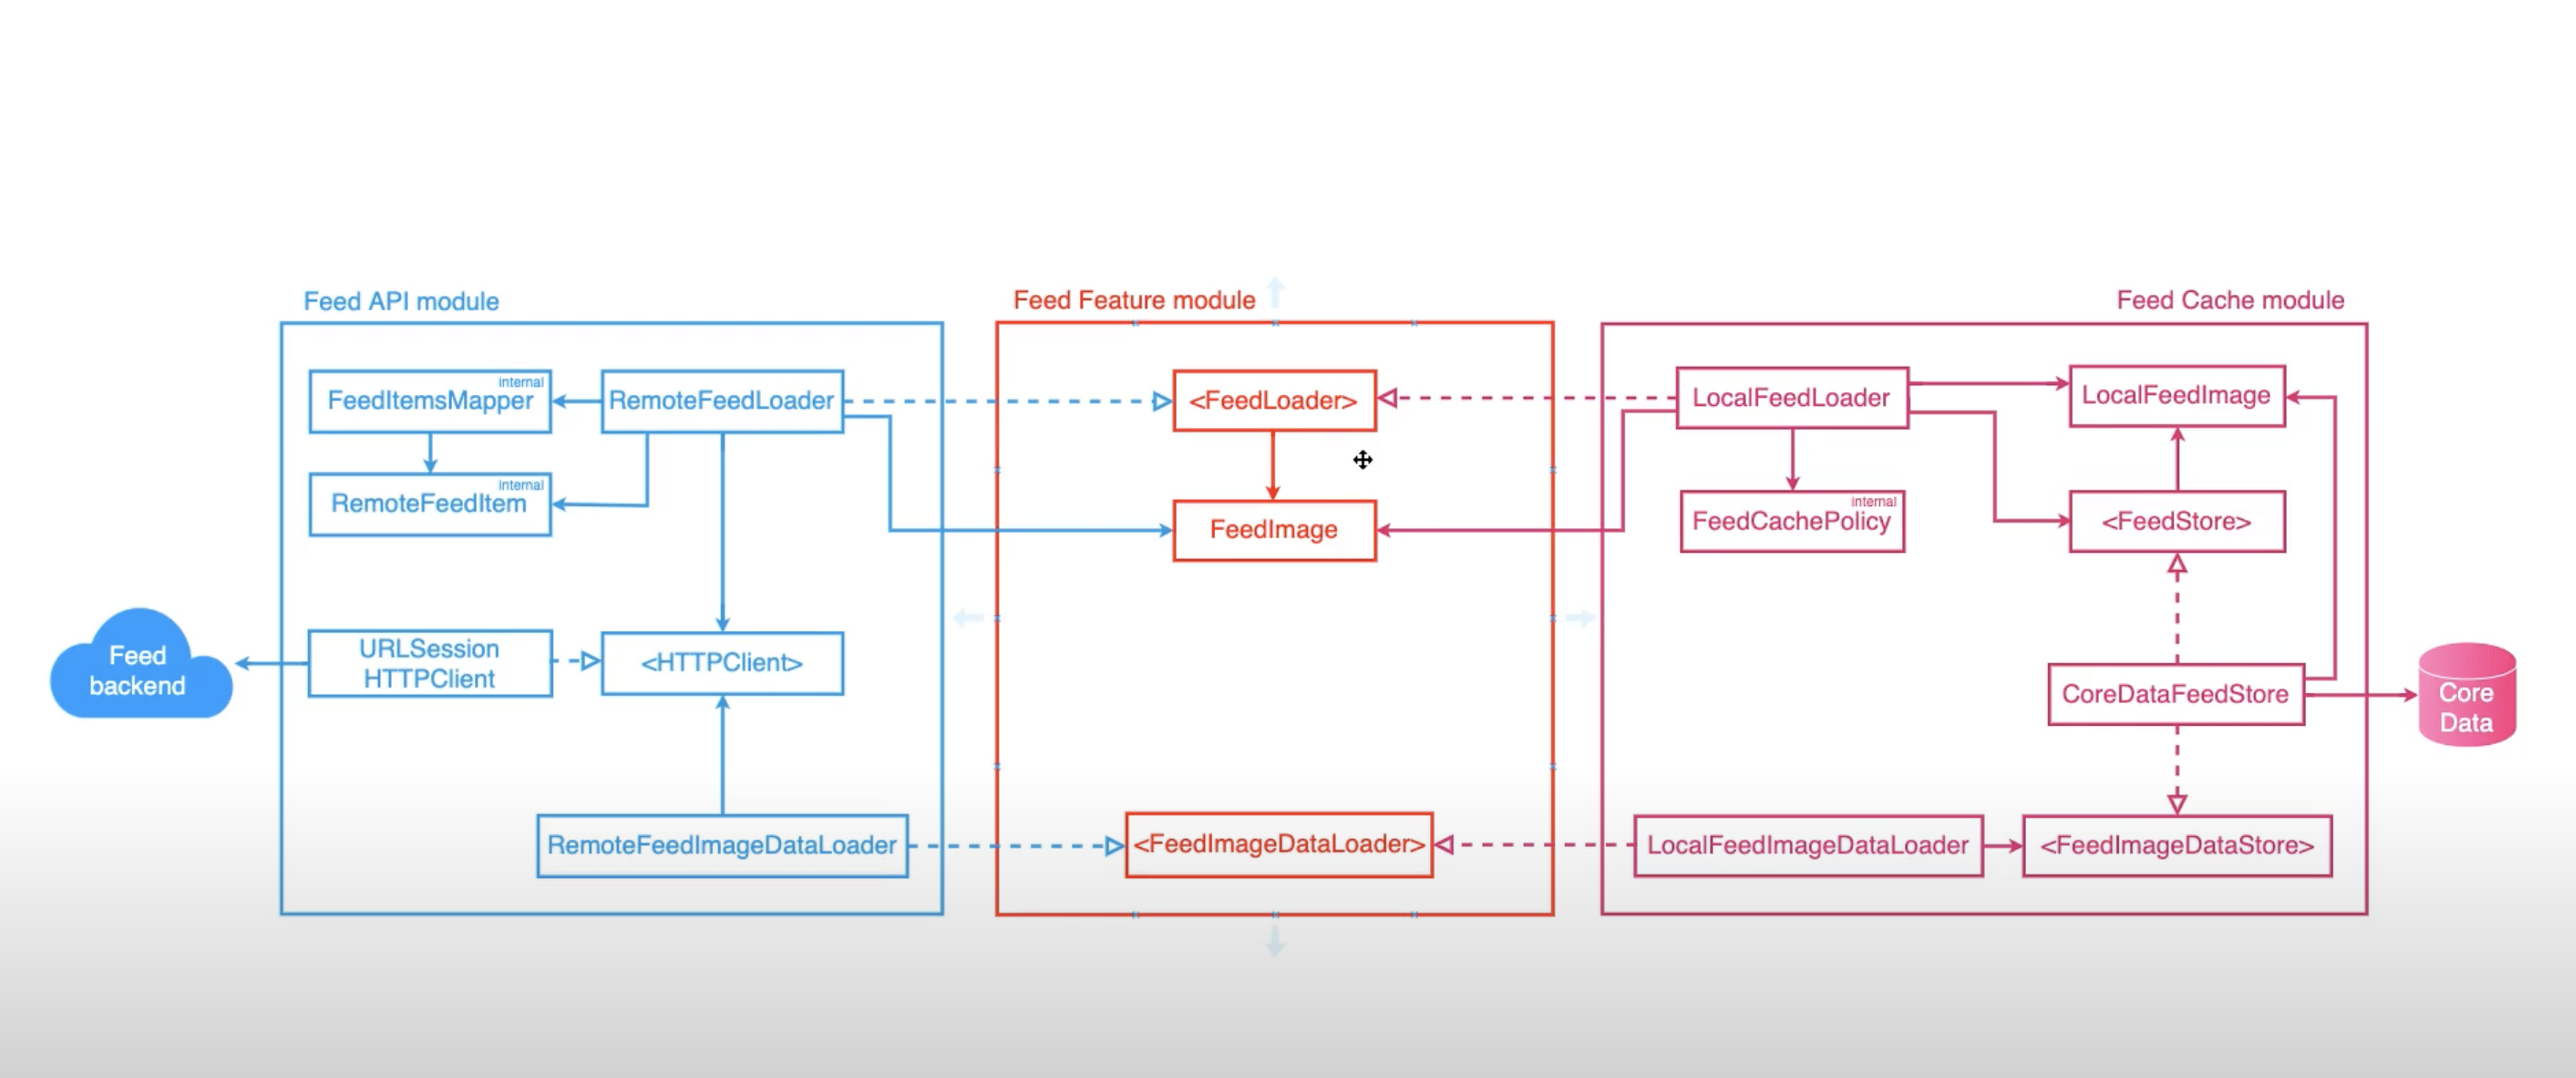 Feed API module
Feed Feature module
Feed Cache module
internal
FeedItemsMapper
RemoteFeedLoader
<FeedLoader>
LocalFeedLoader
LocalFeedImage
internal
RemoteFeedItem
FeedImage
internal
FeedCachePolicy
<FeedStore>
Feed
backend
URLSession
HTTPClient
<HTTPClient>
CoreDataFeedStore
Core
Data
RemoteFeedImageDataLoader
<FeedImageDataLoader>
LocalFeedImageDataLoader
<FeedImageDataStore>